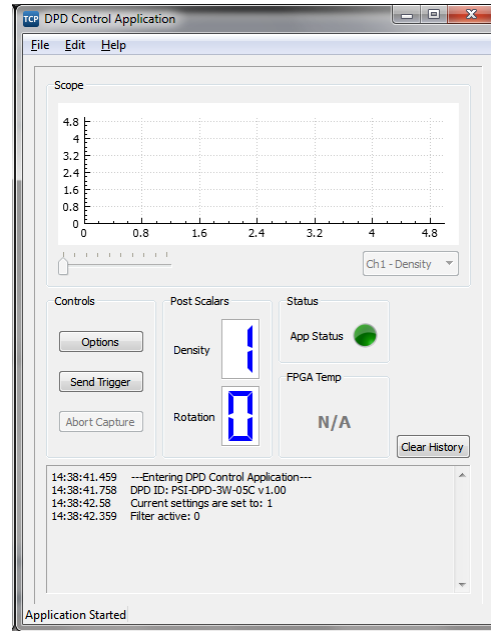 TCP DPD Control Application
File Edit Help
Scope
4.8
4
3.2
2.4
1.6
0.8
0
0 0.8 1.6 2.4 3.2 4 4.8
Ch1 - Density
Controls
Options
Send Trigger
Abort Capture
Post Scalars
Density 1
Rotation 0
Status
App Status
FPGA Temp
N/A
Clear History
14:38:41.459 ---Entering DPD Control Application---
14:38:41.758 DPD ID: PSI-DPD-3W-05C v1.00
14:38:42.58 Current settings are set to: 1
14:38:42.359 Filter active: 0
Application Started